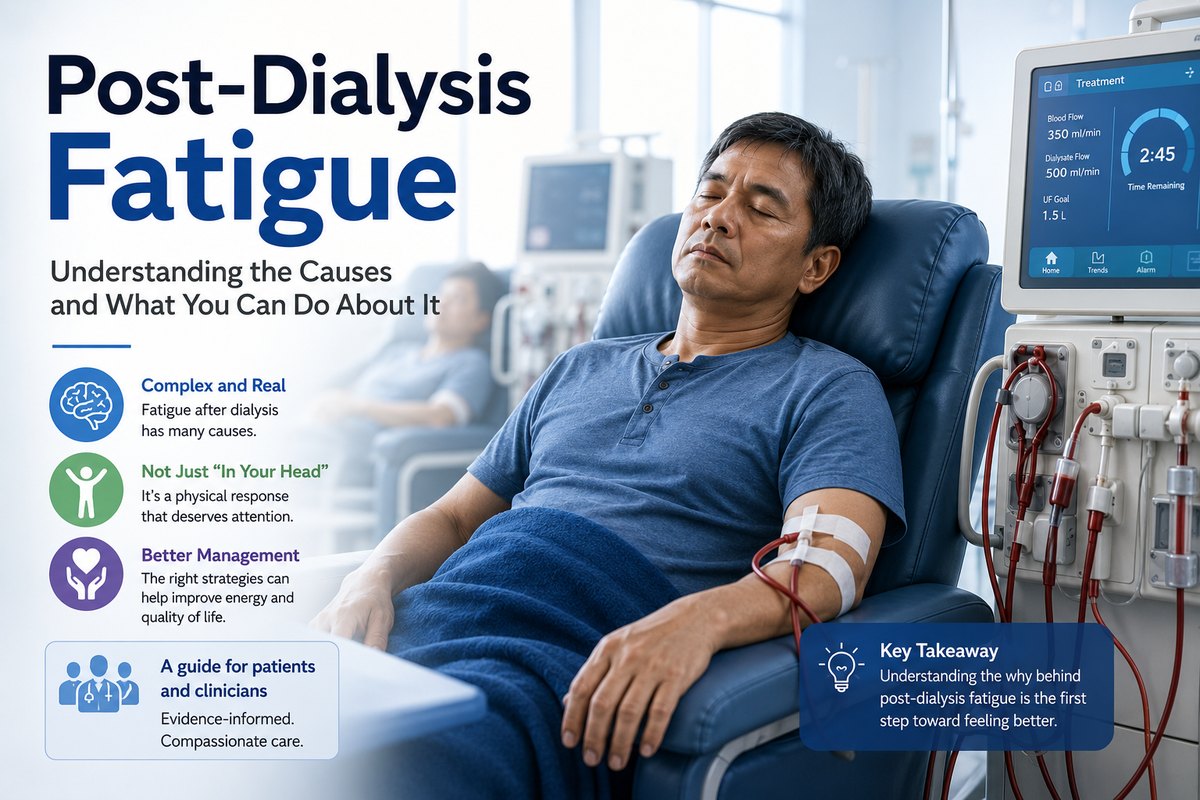 Post-Dialysis
Fatigue
Understanding the Causes
and What You Can Do About It
Complex and Real
Fatigue after dialysis
has many causes.
Not Just “In Your Head”
It’s a physical response
that deserves attention.
Better Management
The right strategies can
help improve energy and
quality of life.
A guide for patients
and clinicians
Evidence-informed.
Compassionate care.
Treatment
Blood Flow
350 ml/min
Dialysate Flow
500 ml/min
UF Goal
1.5 L
2:45
Time Remaining
Home
Trends
Alarm
Key Takeaway
Understanding the why behind
post-dialysis fatigue is the first
step toward feeling better.